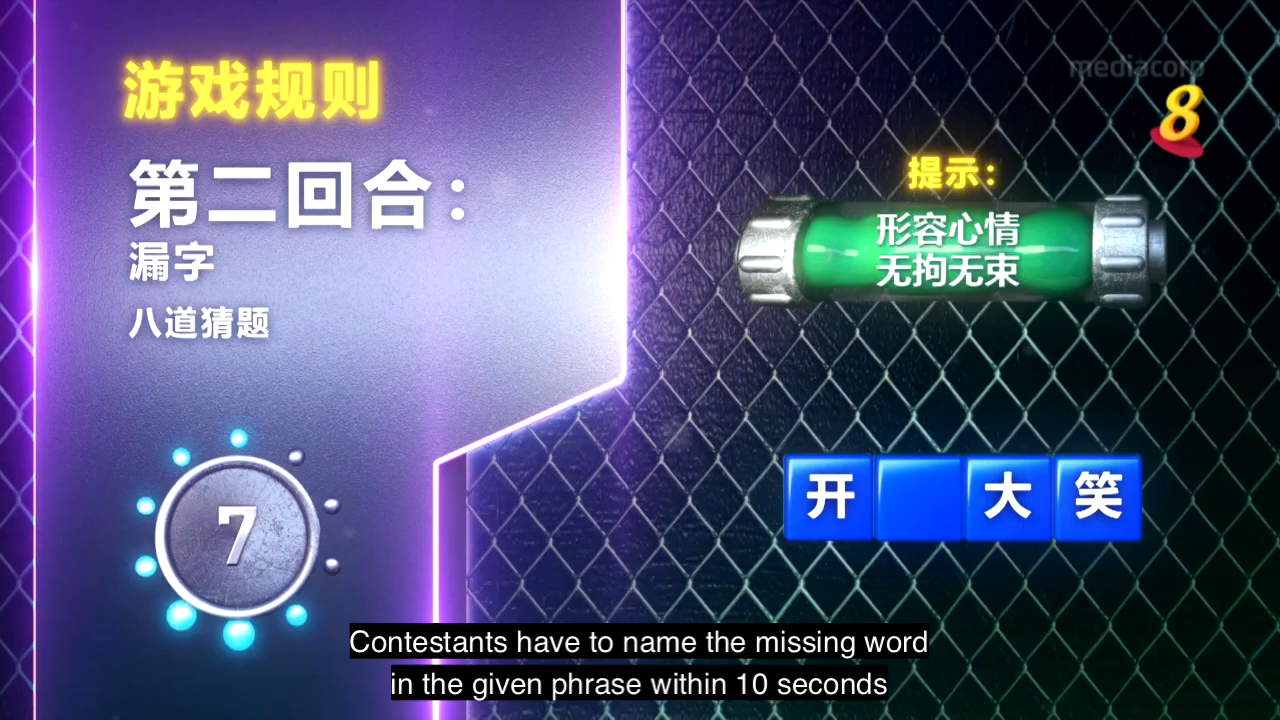 游戏规则
第二回合：
漏字
八道猜题
7
mediacorp
8
提示：
形容心情
无拘无束
开 大 笑
Contestants have to name the missing word
in the given phrase within 10 seconds